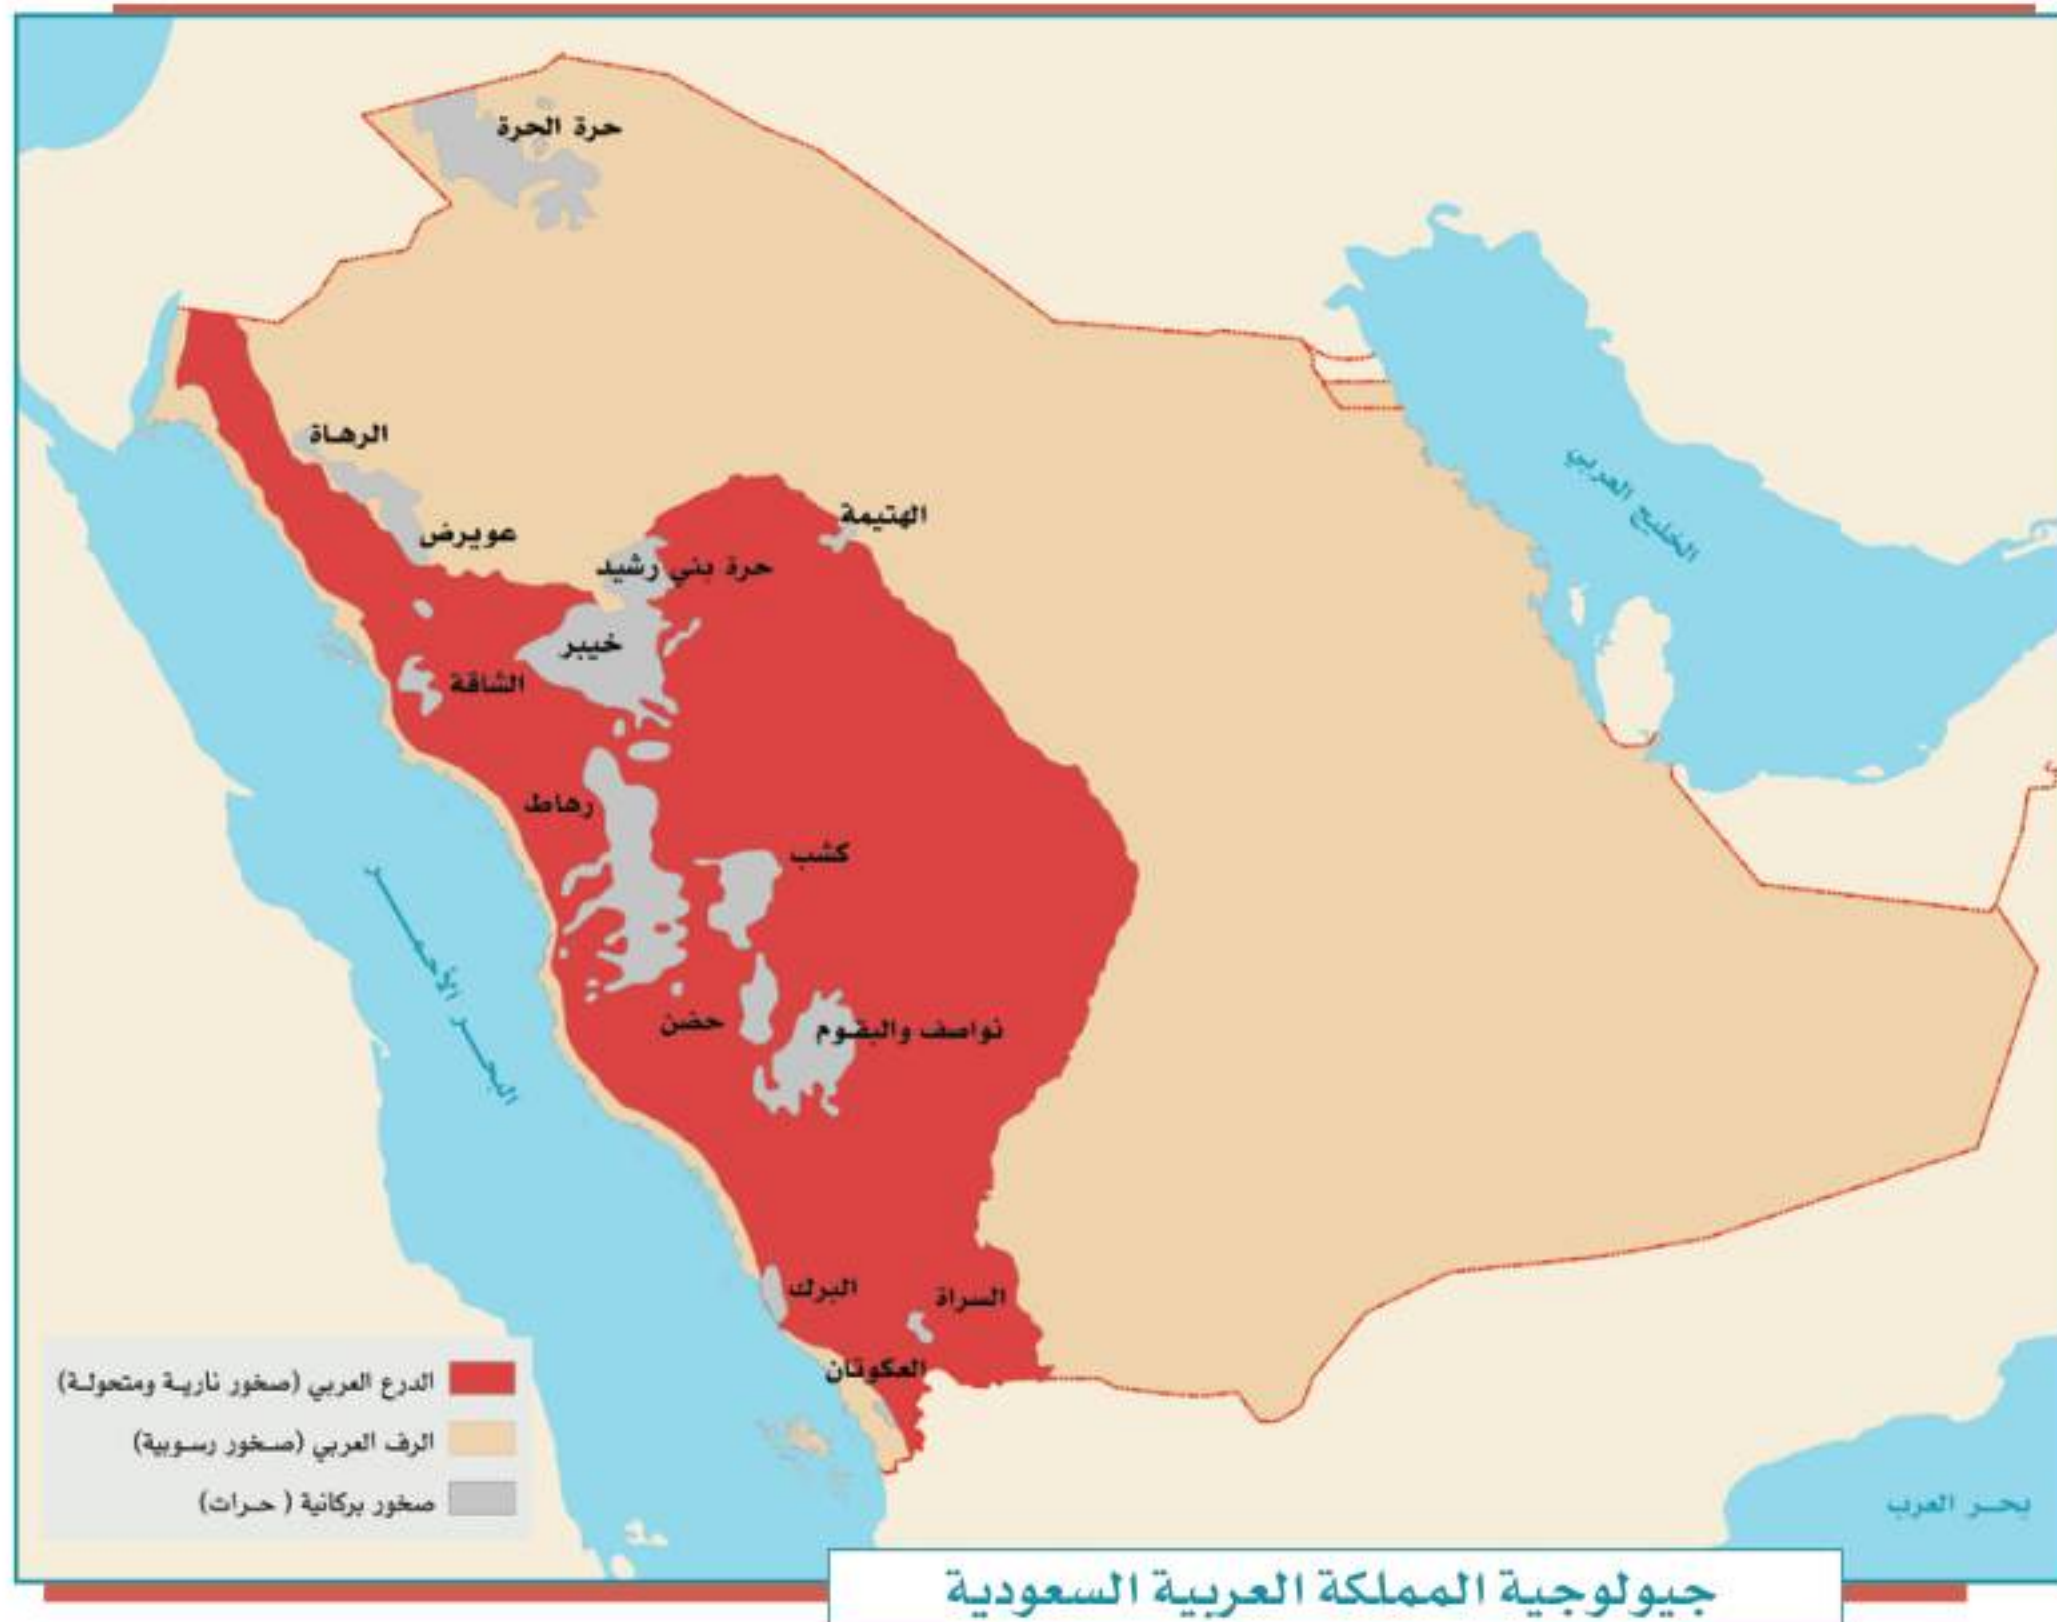 حرة الحرة
الرهاة
عويرض
الهتيمة
حرة بني رشيد
خيبر
الشاقة
رهاط
كشب
حضن
نواصف والبقوم
البرك
السراة
العكوتان
الخليج العربي
البحر الأحمر
بحر العرب
الدرع العربي (صخور نارية ومتحولة)
الرف العربي (صخور رسوبية)
صخور بركانية ( حرات)
جيولوجية المملكة العربية السعودية